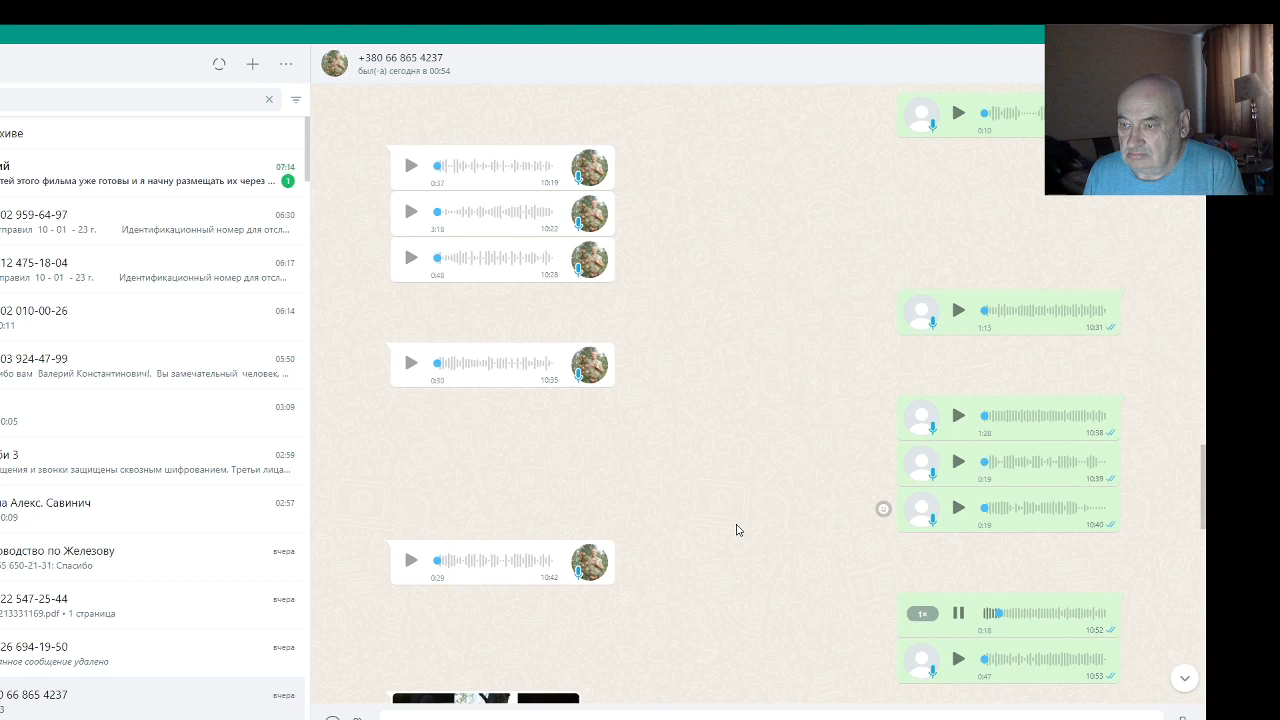 хиве
ий
07:14
тей этого фильма уже готовы и я начну размещать их через ...
1
02 959-64-97
06:30
правил 10 - 01 - 23 г. Идентификационный номер для отсл...
12 475-18-04
06:17
правил 10 - 01 - 23 г. Идентификационный номер для отсл...
02 010-00-26
06:14
0:11
03 924-47-99
05:50
ибо вам Валерий Константинович!. Вы замечательный человек, ...
03:09
0:05
би 3
02:59
щения и звонки защищены сквозным шифрованием. Третьи лица...
на Алекс. Савинич
02:57
0:09
оводство по Железову
вчера
65 650-21-31: Спасибо
22 547-25-44
вчера
213331169.pdf • 1 страница
26 694-19-50
вчера
анное сообщение удалено
0 66 865 4237
вчера
3
+380 66 865 4237
был(-а) сегодня в 00:54
0:10
0:37 10:19
3:18 10:22
0:48 10:28
1:13 10:31
0:30 10:35
1:28 10:38
0:19 10:39
0:19 10:40
0:29 10:42
1×
0:18 10:52
0:47 10:53